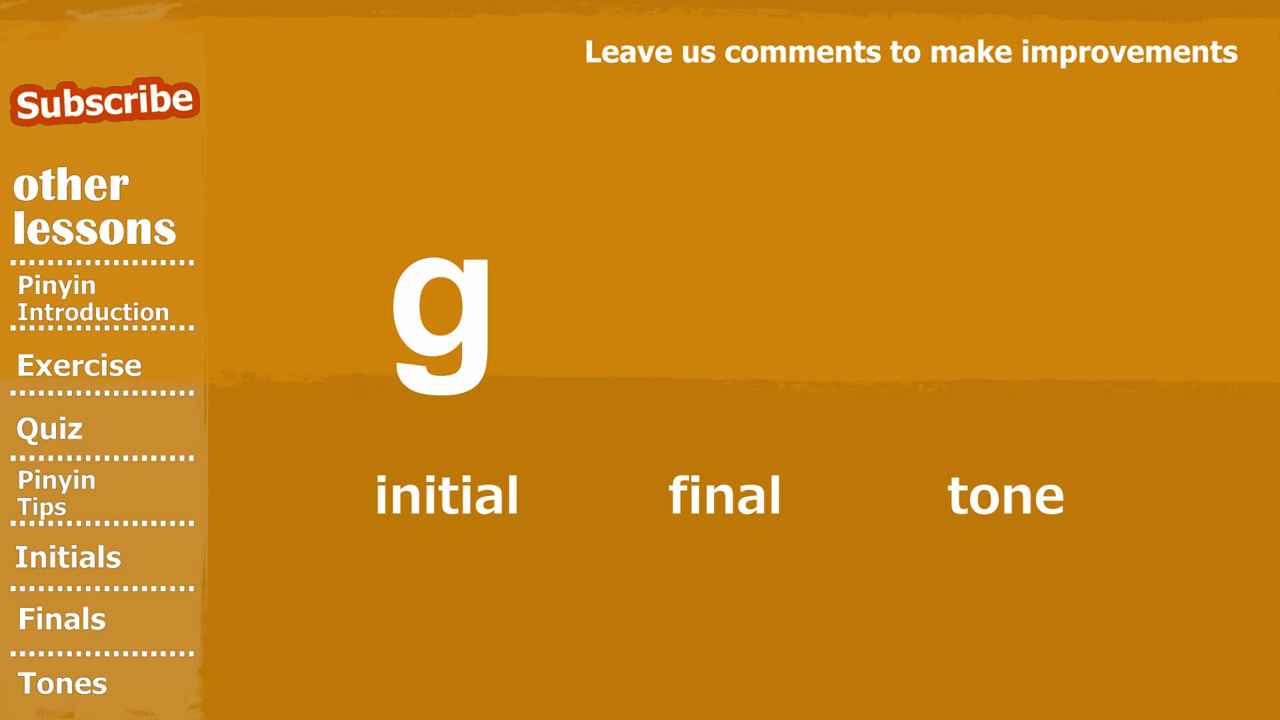 Leave us comments to make improvements
Subscribe
other
lessons
Pinyin
Introduction
Exercise
Quiz
Pinyin
Tips
Initials
Finals
Tones
g
initial final tone